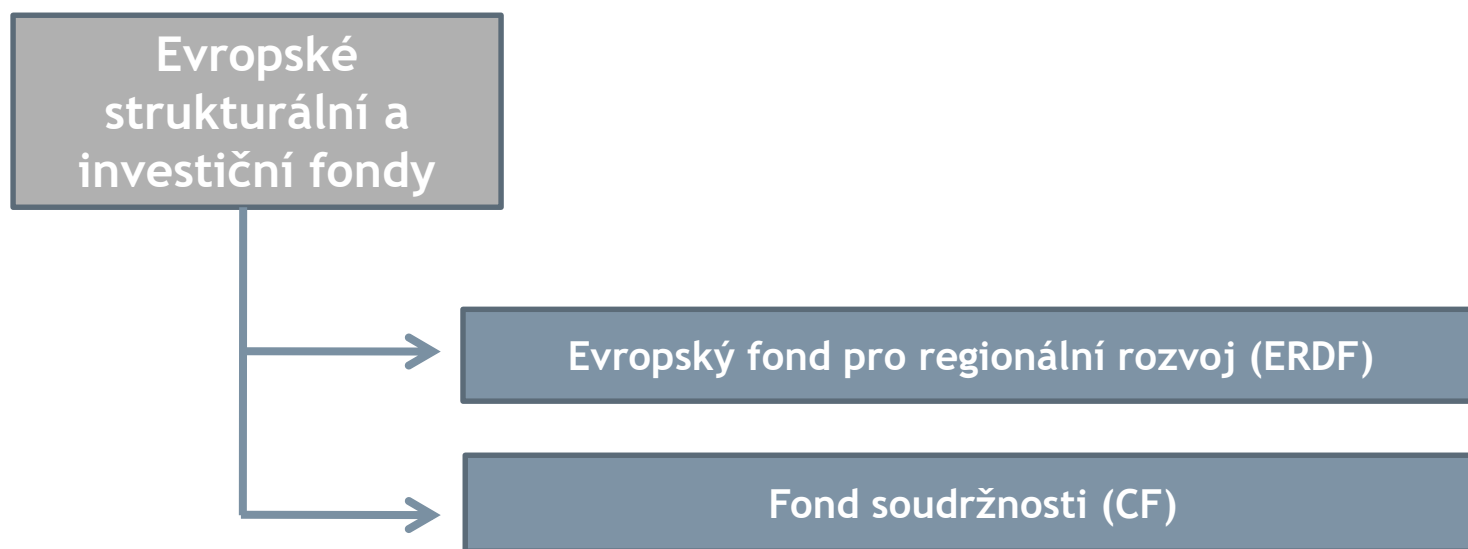 Evropské
strukturální a
investiční fondy
Evropský fond pro regionální rozvoj (ERDF)
Fond soudržnosti (CF)